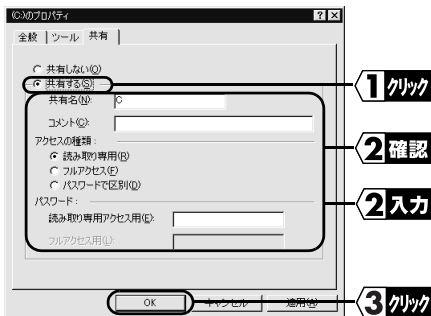 (C:)のプロパティ
全般 ツール 共有
共有しない(O)
共有する(S)
1 クリック
共有名(N): C
コメント(C):
アクセスの種類:
読み取り専用(R)
2 確認
フルアクセス(F)
パスワードで区別(D)
パスワード:
2 入力
読み取り専用アクセス用(E):
フルアクセス用(L):
OK キャンセル 適用(A)
3 クリック